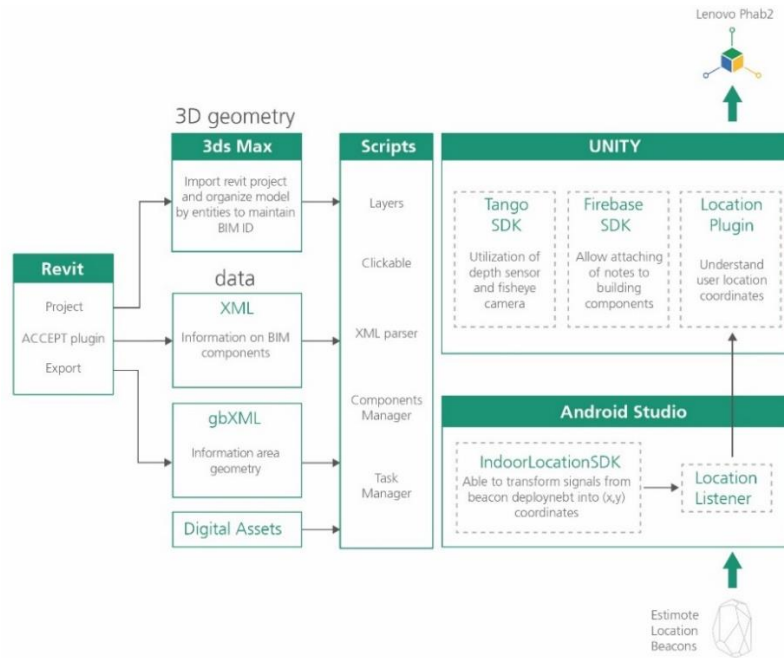 Lenovo Phab2
3D geometry
3ds Max
Import revit project
and organize model
by entities to maintain
BIM ID
Revit
Project
ACCEPT plugin
Export
data
XML
Information on BIM
components
gbXML
Information area
geometry
Digital Assets
Scripts
Layers
Clickable
XML parser
Components
Manager
Task
Manager
UNITY
Tango
SDK
Utilization of
depth sensor
and fisheye
camera
Firebase
SDK
Allow attaching
of notes to
building
components
Location
Plugin
Understand
user location
coordinates
Android Studio
IndoorLocationSDK
Able to transform signals from
beacon deploynebt into (x,y)
coordinates
Location
Listener
Estimote
Location
Beacons